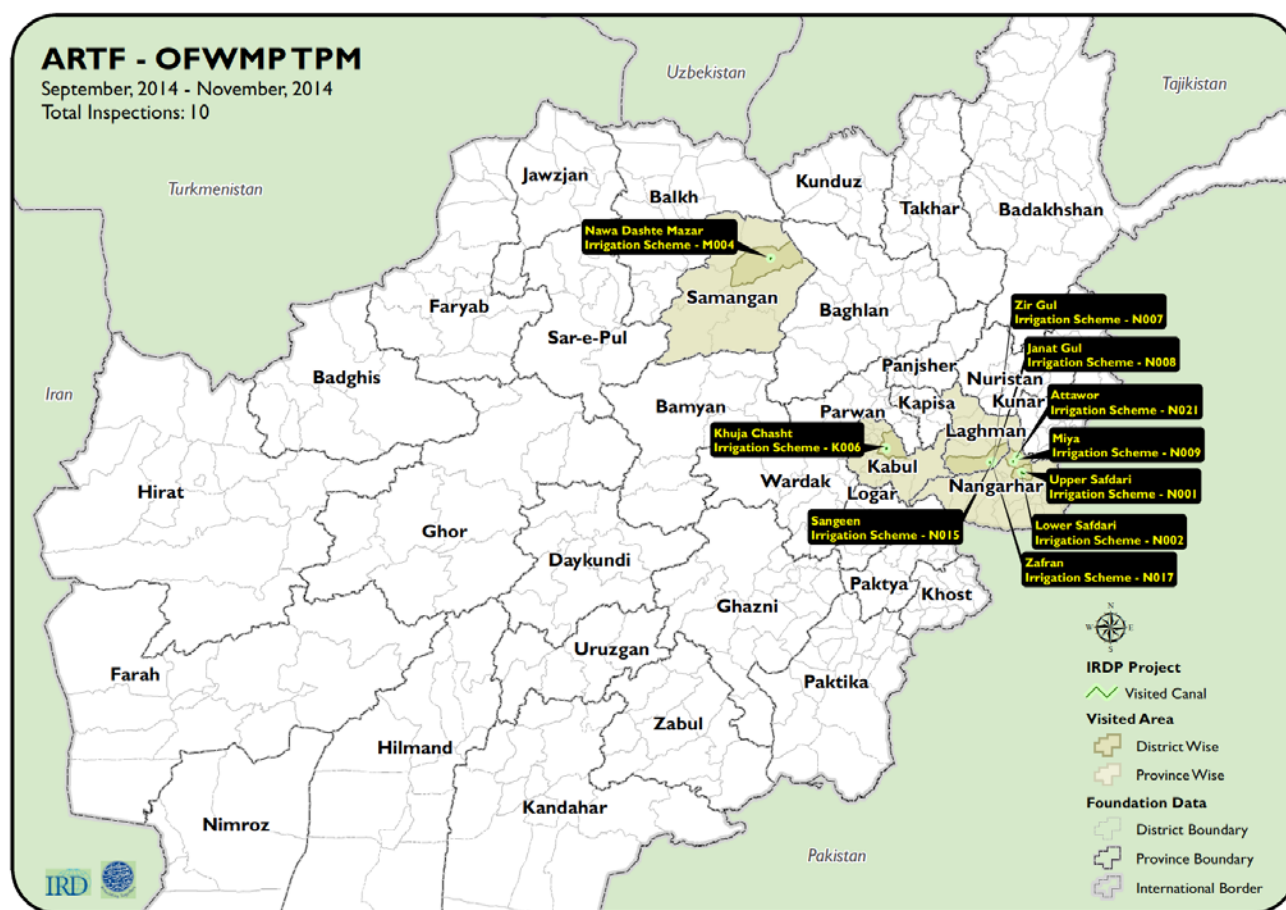 ARTF - OFWMP TPM
September, 2014 - November, 2014
Total Inspections: 10
Uzbekistan
Tajikistan
Turkmenistan
Jawzjan
Balkh
Kunduz
Takhar
Badakhshan
Nawa Dashte Mazar
Irrigation Scheme - M004
Samangan
Faryab
Baghlan
Zir Gul
Irrigation Scheme - N007
Sar-e-Pul
Janat Gul
Irrigation Scheme - N008
Panjsher
Nuristan
Badghis
Iran
Kapisa
Kunar
Attawor
Irrigation Scheme - N021
Bamyan
Parwan
Laghman
Khuja Chasht
Irrigation Scheme - K006
Miya
Irrigation Scheme - N009
Kabul
Wardak
Nangarhar
Upper Safdari
Irrigation Scheme - N001
Hirat
Logar
Sangeen
Irrigation Scheme - N015
Lower Safdari
Irrigation Scheme - N002
Ghor
Daykundi
Zafran
Irrigation Scheme - N017
Paktya
Khost
Ghazni
Uruzgan
N
W E
S
Farah
Paktika
IRDP Project
Visited Canal
Zabul
Visited Area
Hilmand
District Wise
Province Wise
Kandahar
Foundation Data
Nimroz
District Boundary
Pakistan
Province Boundary
International Border
IRD